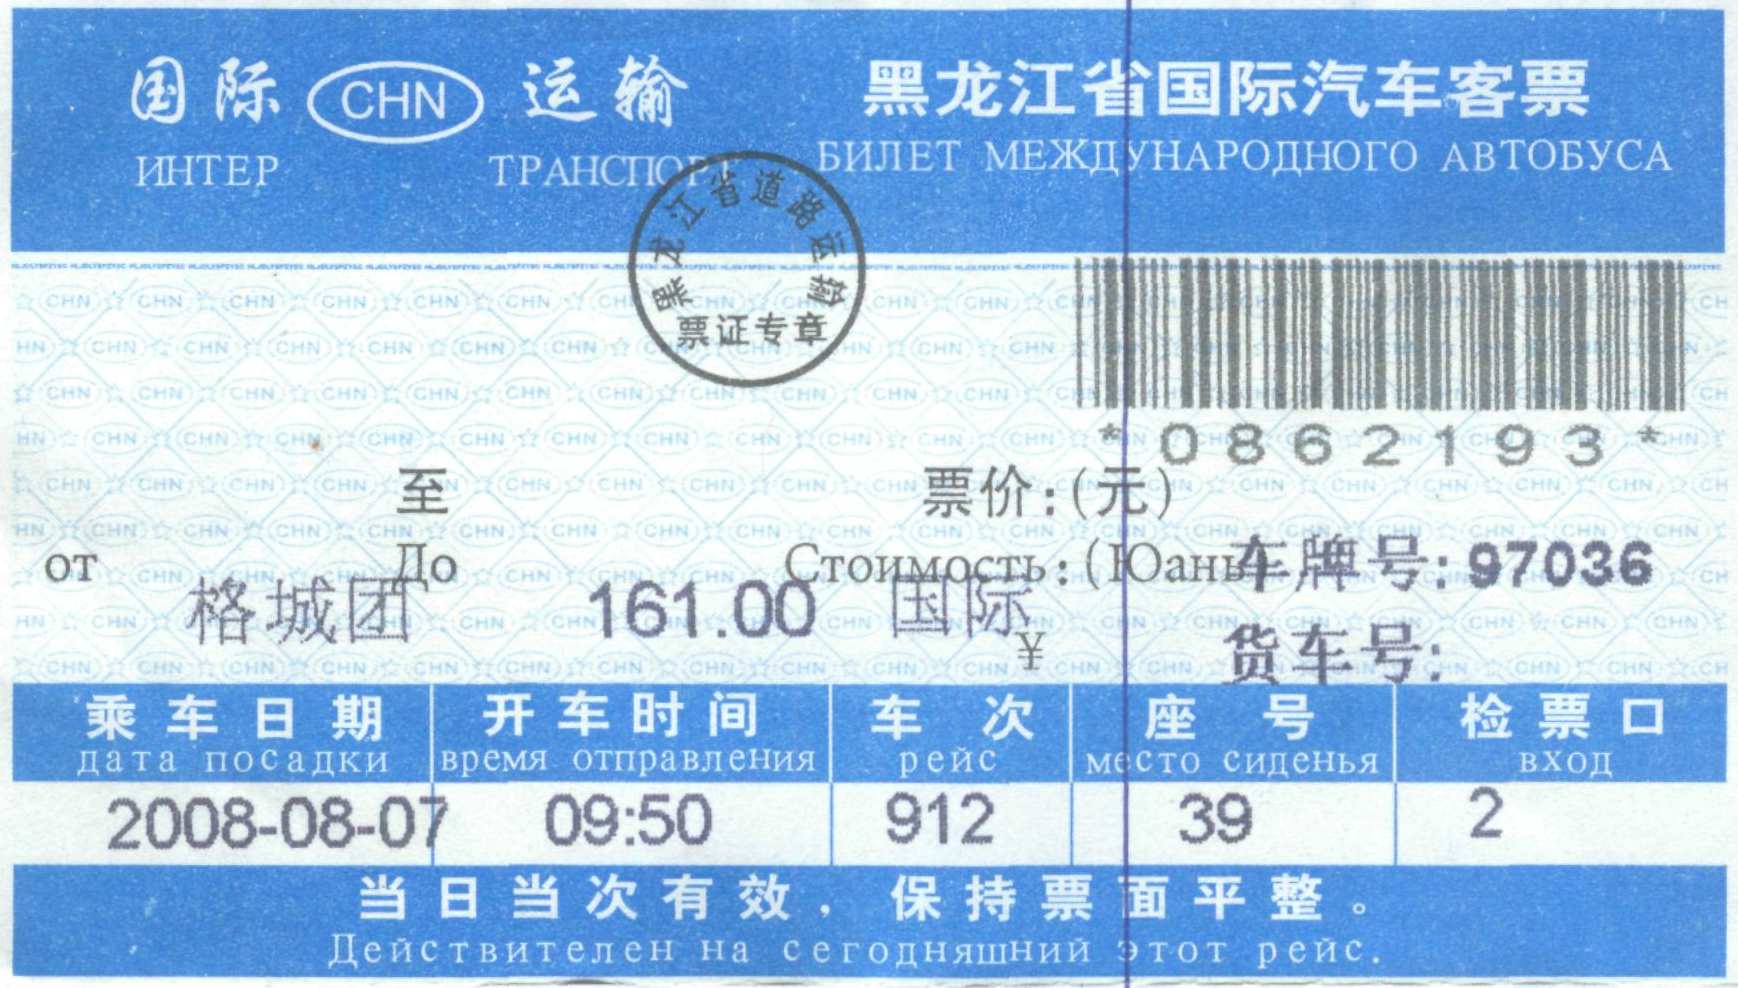 国际 CHN 运输
黑龙江省国际汽车客票
ИНТЕР ТРАНСПОРТ
БИЛЕТ МЕЖДУНАРОДНОГО АВТОБУСА
黑龙江省道路运输
票证专章
*0862193*
至 票价:(元)
от До Стоимость:(Юань)
车牌号:97036
格城团 161.00 国际
¥
货车号:
乘车日期 开车时间 车次 座号 检票口
дата посадки время отправления рейс место сиденья вход
2008-08-07 09:50 912 39 2
当日当次有效，保持票面平整。
Действителен на сегодняшний этот рейс.